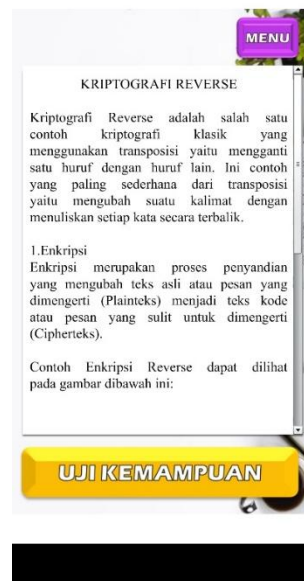 MENU
KRIPTOGRAFI REVERSE
Kriptografi Reverse adalah salah satu
contoh kriptografi klasik yang
menggunakan transposisi yaitu mengganti
satu huruf dengan huruf lain. Ini contoh
yang paling sederhana dari transposisi
yaitu mengubah suatu kalimat dengan
menuliskan setiap kata secara terbalik.
1.Enkripsi
Enkripsi merupakan proses penyandian
yang mengubah teks asli atau pesan yang
dimengerti (Plainteks) menjadi teks kode
atau pesan yang sulit untuk dimengerti
(Cipherteks).
Contoh Enkripsi Reverse dapat dilihat
pada gambar dibawah ini:
UJI KEMAMPUAN